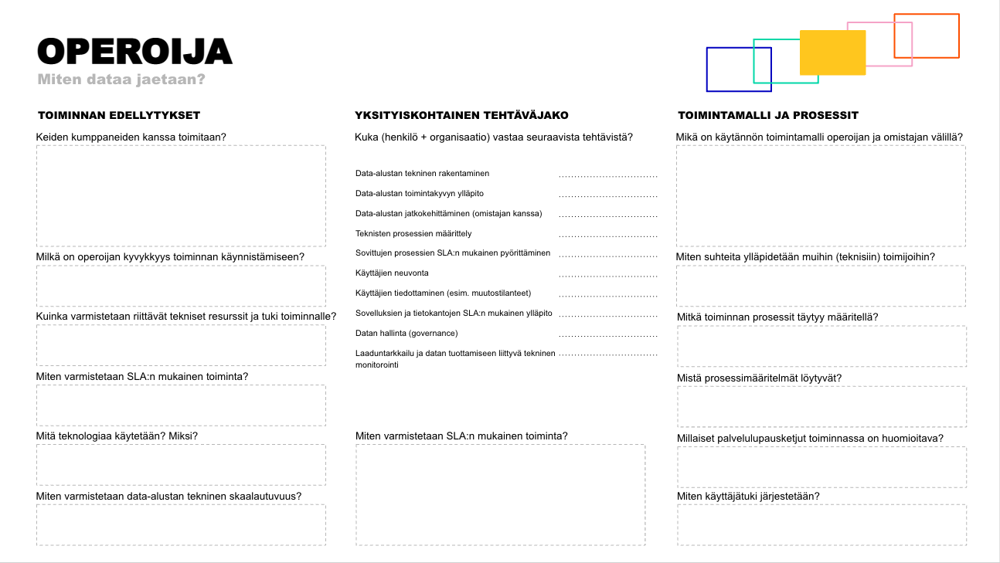 OPEROIJA
Miten dataa jaetaan?
TOIMINNAN EDELLYTYKSET
Keiden kumppaneiden kanssa toimitaan?
Milkä on operoijan kyvykkyys toiminnan käynnistämiseen?
Kuinka varmistetaan riittävät tekniset resurssit ja tuki toiminnalle?
Miten varmistetaan SLA:n mukainen toiminta?
Mitä teknologiaa käytetään? Miksi?
Miten varmistetaan data-alustan tekninen skaalautuvuus?
YKSITYISKOHTAINEN TEHTÄVÄJAKO
Kuka (henkilö + organisaatio) vastaa seuraavista tehtävistä?
Data-alustan tekninen rakentaminen ................................
Data-alustan toimintakyvyn ylläpito ................................
Data-alustan jatkokehittäminen (omistajan kanssa) ................................
Teknisten prosessien määrittely ................................
Sovittujen prosessien SLA:n mukainen pyörittäminen ................................
Käyttäjien neuvonta ................................
Käyttäjien tiedottaminen (esim. muutostilanteet) ................................
Sovelluksien ja tietokantojen SLA:n mukainen ylläpito ................................
Datan hallinta (governance) ................................
Laaduntarkkailu ja datan tuottamiseen liittyvä tekninen ................................
monitorointi
Miten varmistetaan SLA:n mukainen toiminta?
TOIMINTAMALLI JA PROSESSIT
Mikä on käytännön toimintamalli operoijan ja omistajan välillä?
Miten suhteita ylläpidetään muihin (teknisiin) toimijoihin?
Mitkä toiminnan prosessit täytyy määritellä?
Mistä prosessimääritelmät löytyvät?
Millaiset palvelulupausketjut toiminnassa on huomioitava?
Miten käyttäjätuki järjestetään?